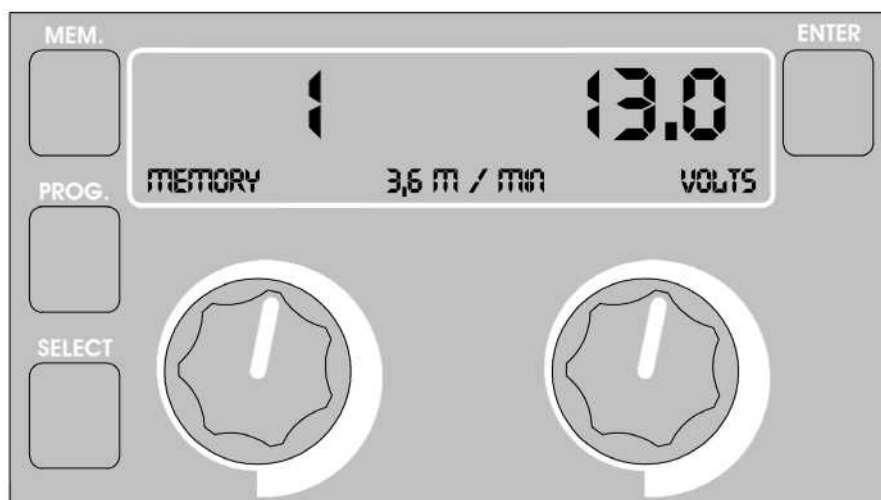 MEM.
ENTER
1 13.0
MEMORY 3,6 m / min VOLTS
PROG.
SELECT